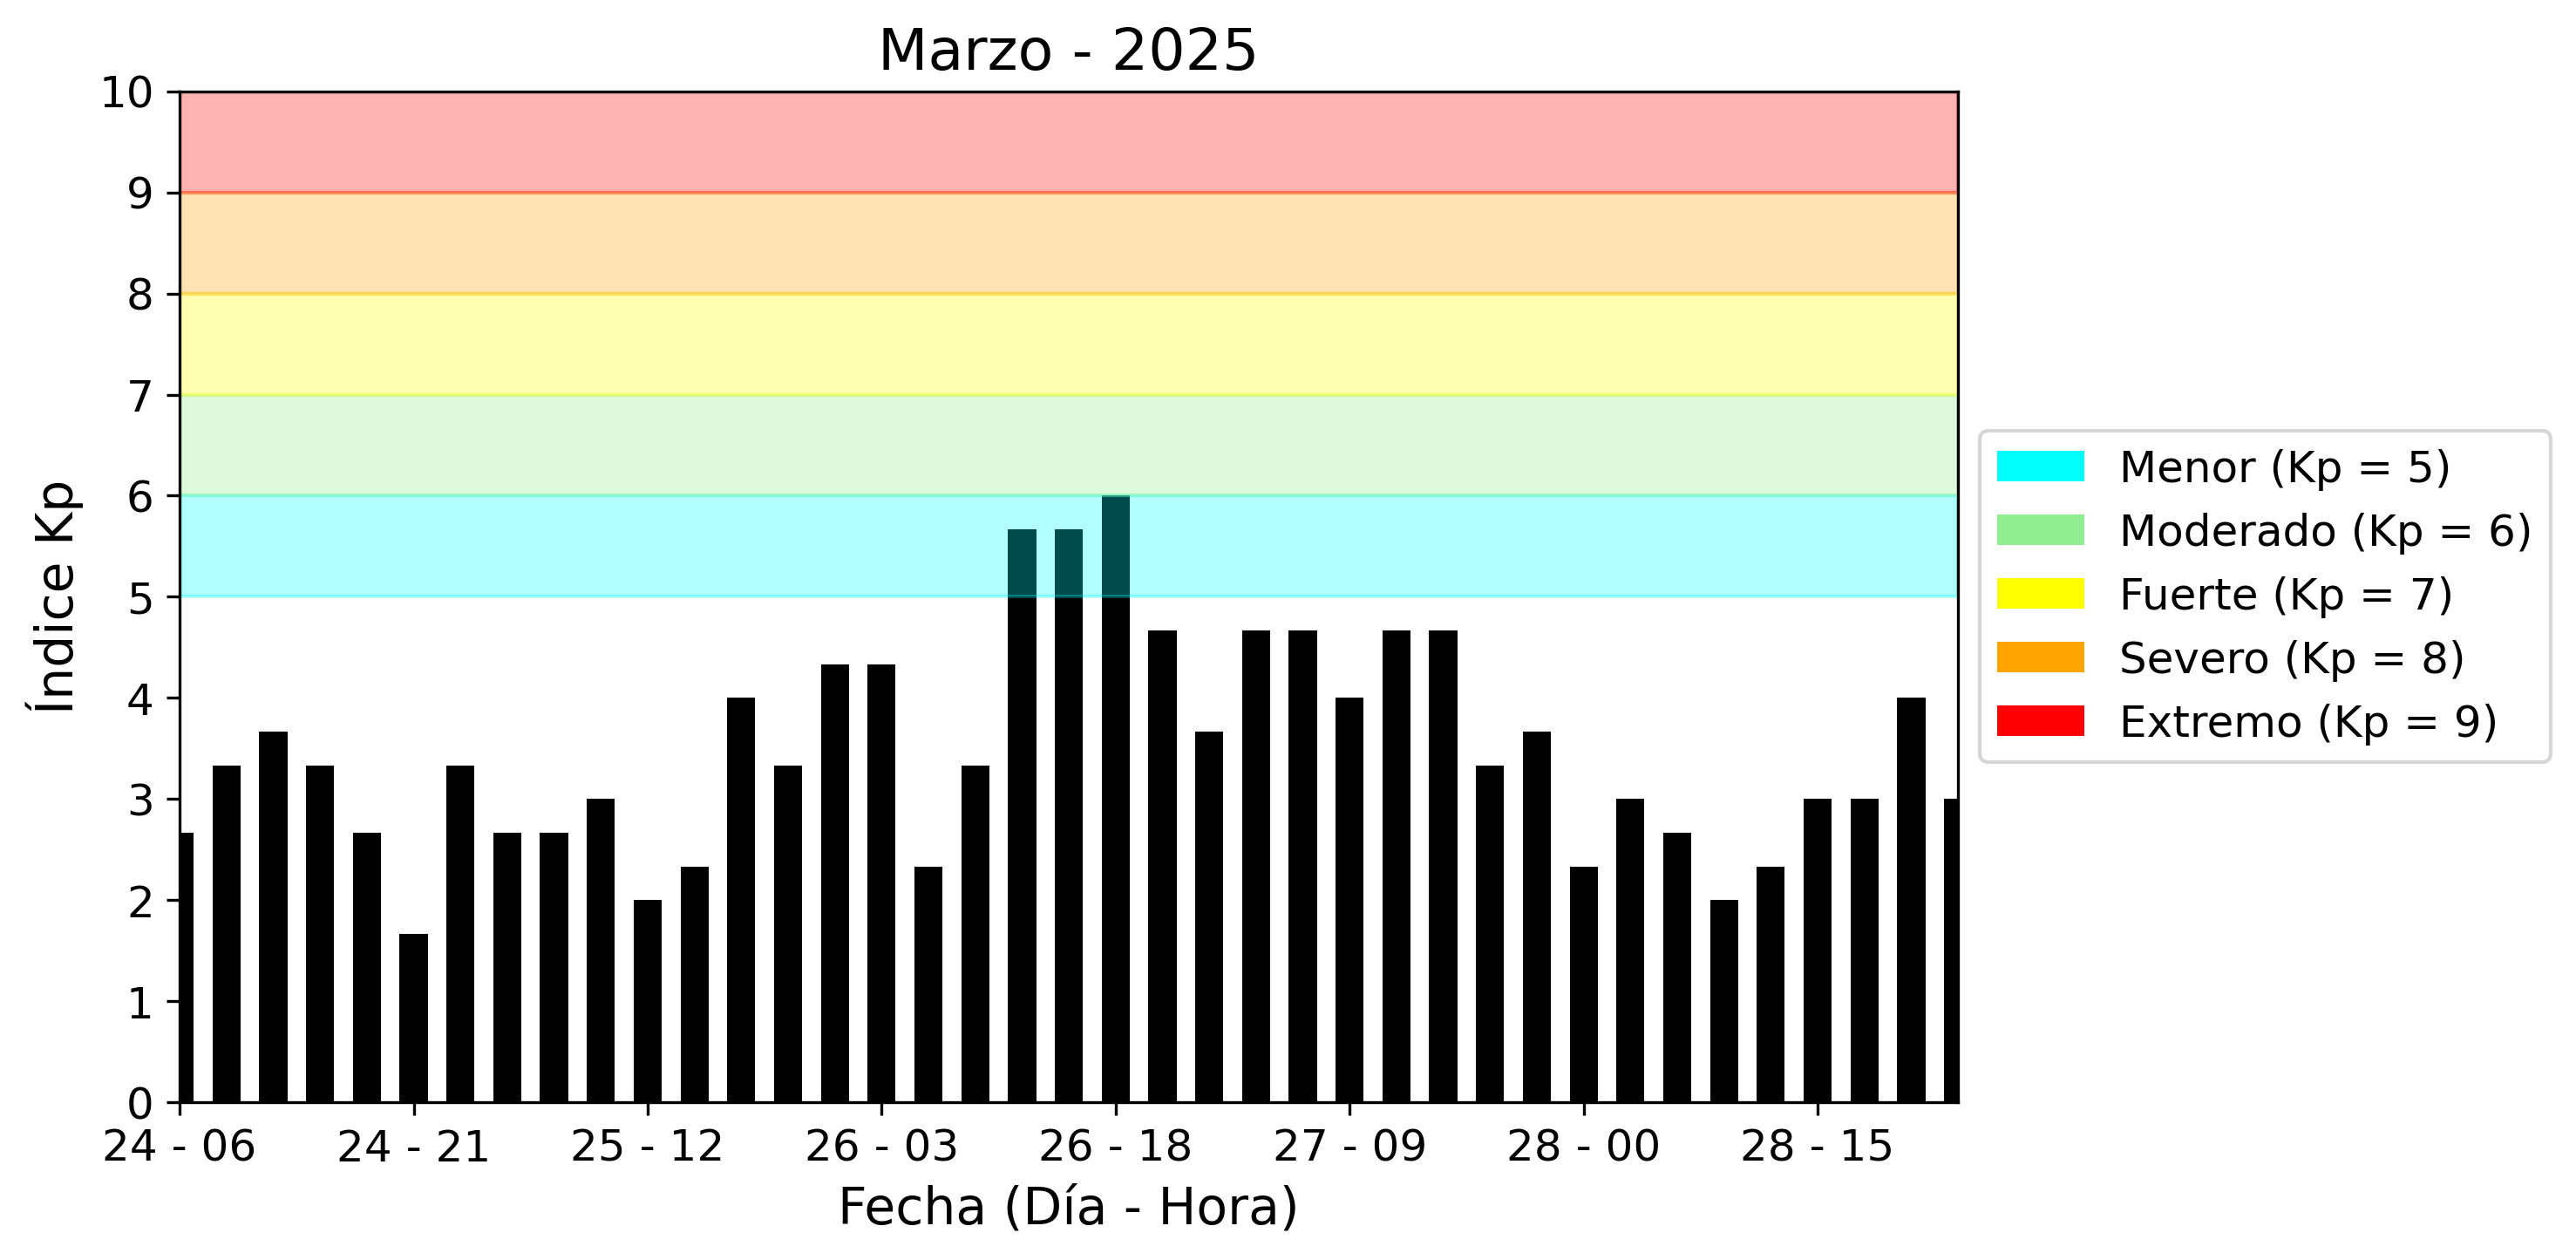 Marzo - 2025
Índice Kp
10
9
8
7
6
5
4
3
2
1
0
24 - 06
24 - 21
25 - 12
26 - 03
26 - 18
27 - 09
28 - 00
28 - 15
Fecha (Día - Hora)
Menor (Kp = 5)
Moderado (Kp = 6)
Fuerte (Kp = 7)
Severo (Kp = 8)
Extremo (Kp = 9)